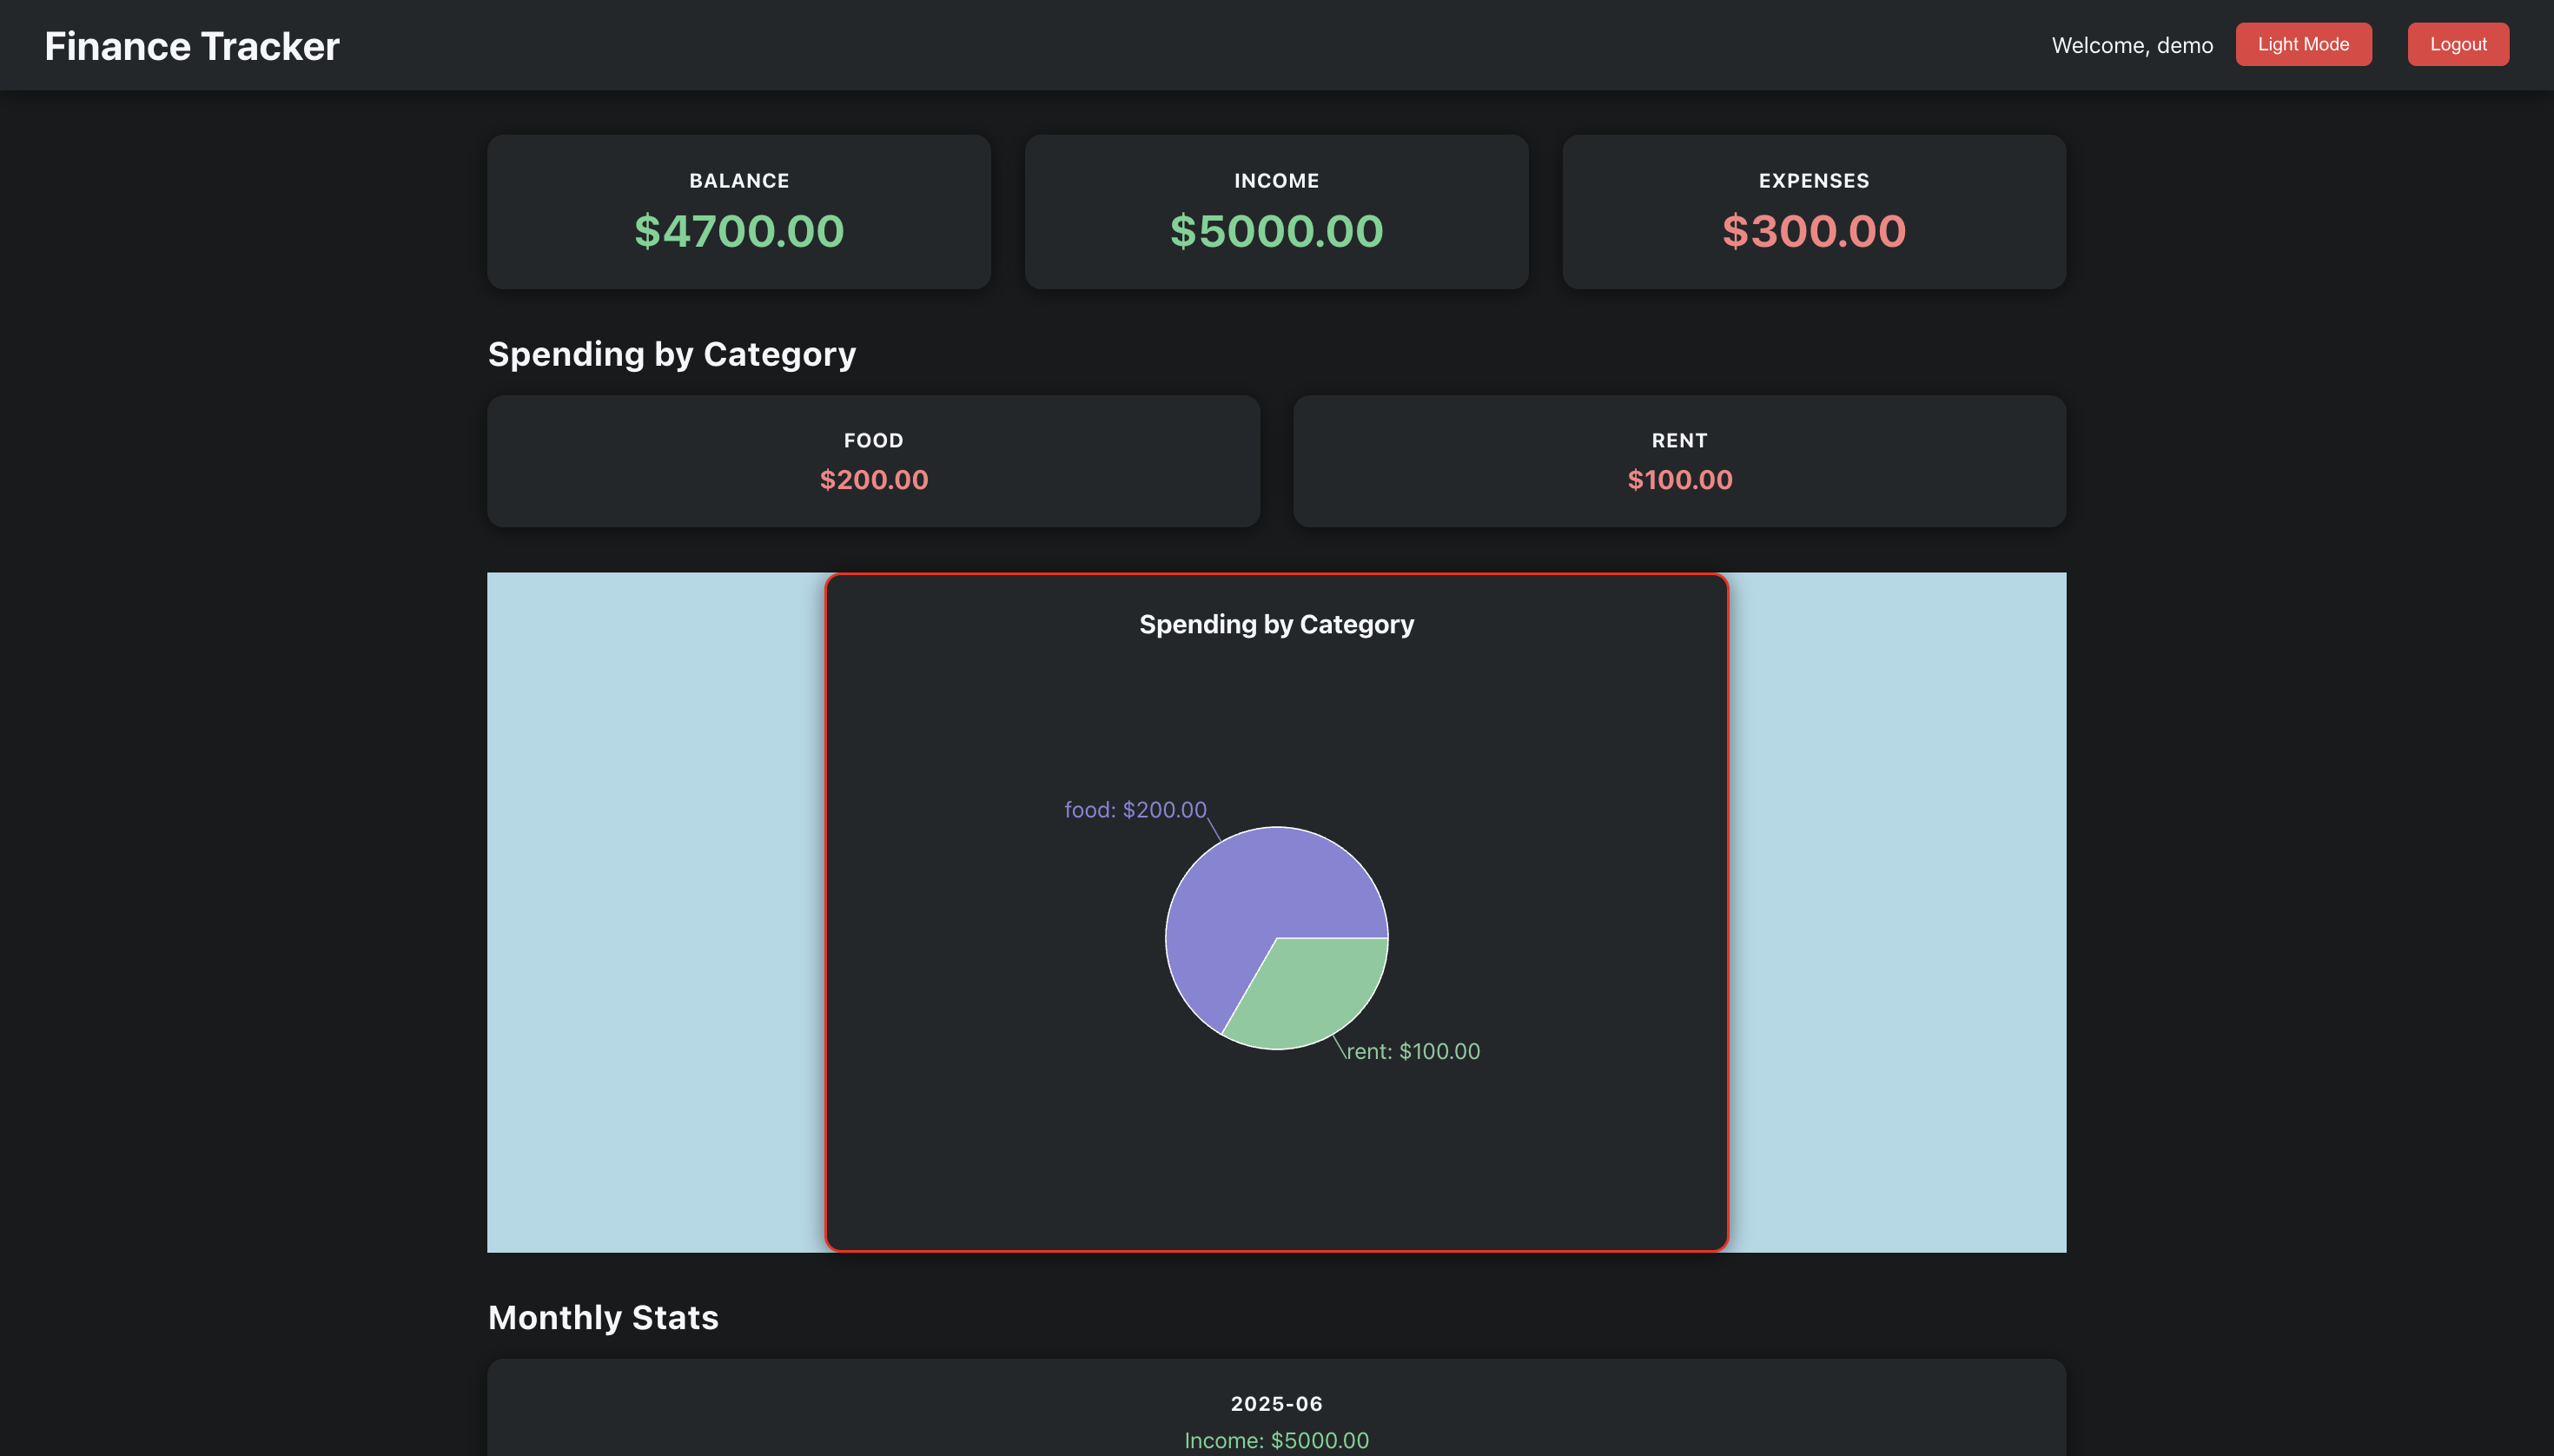 Finance Tracker
Welcome, demo
Light Mode
Logout
BALANCE
$4700.00
INCOME
$5000.00
EXPENSES
$300.00
Spending by Category
FOOD
$200.00
RENT
$100.00
Spending by Category
food: $200.00
rent: $100.00
Monthly Stats
2025-06
Income: $5000.00